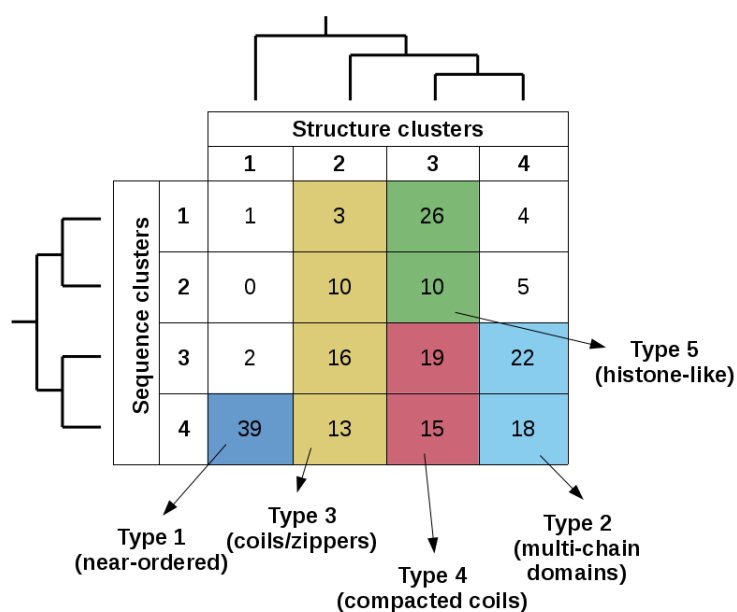 Structure clusters
1 2 3 4
Sequence clusters
1 1 3 26 4
2 0 10 10 5
3 2 16 19 22
4 39 13 15 18
Type 5
(histone-like)
Type 1
(near-ordered)
Type 3
(coils/zippers)
Type 4
(compacted coils)
Type 2
(multi-chain
domains)